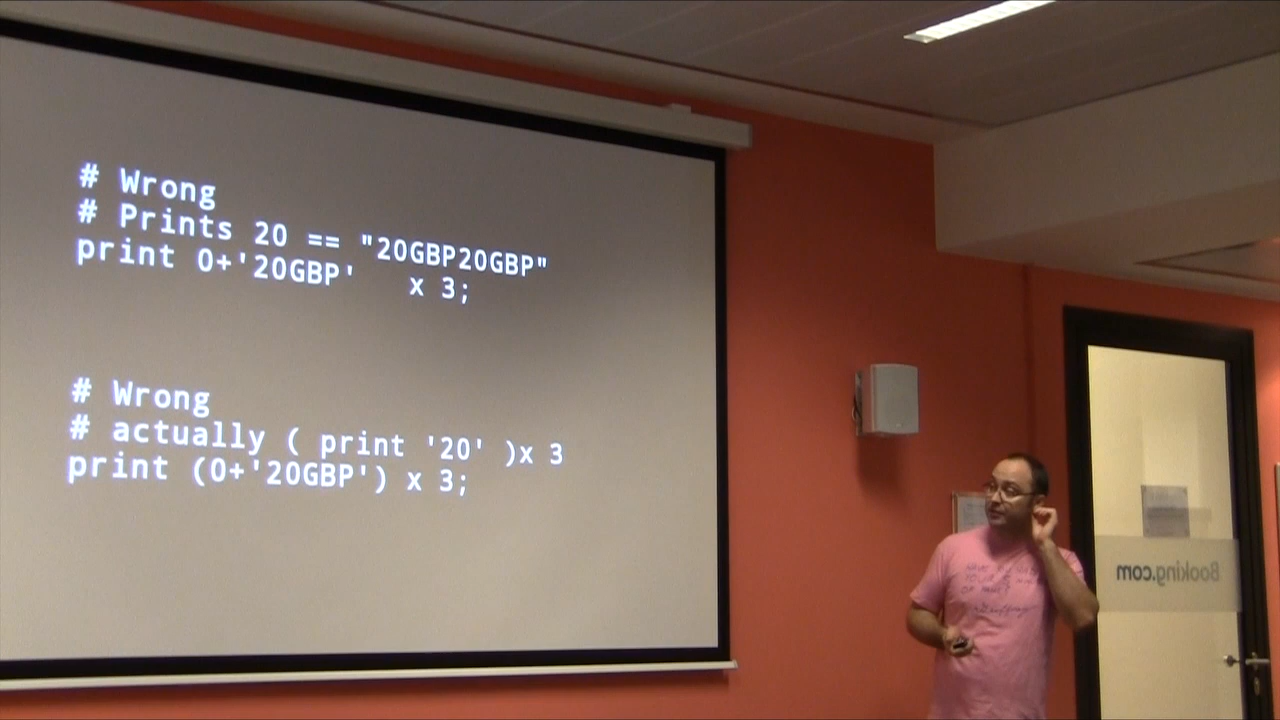 # Wrong
# Prints 20 == "20GBP20GBP"
print 0+'20GBP'   x 3;
# Wrong
# actually ( print '20' )x 3
print (0+'20GBP') x 3;
Booking.com